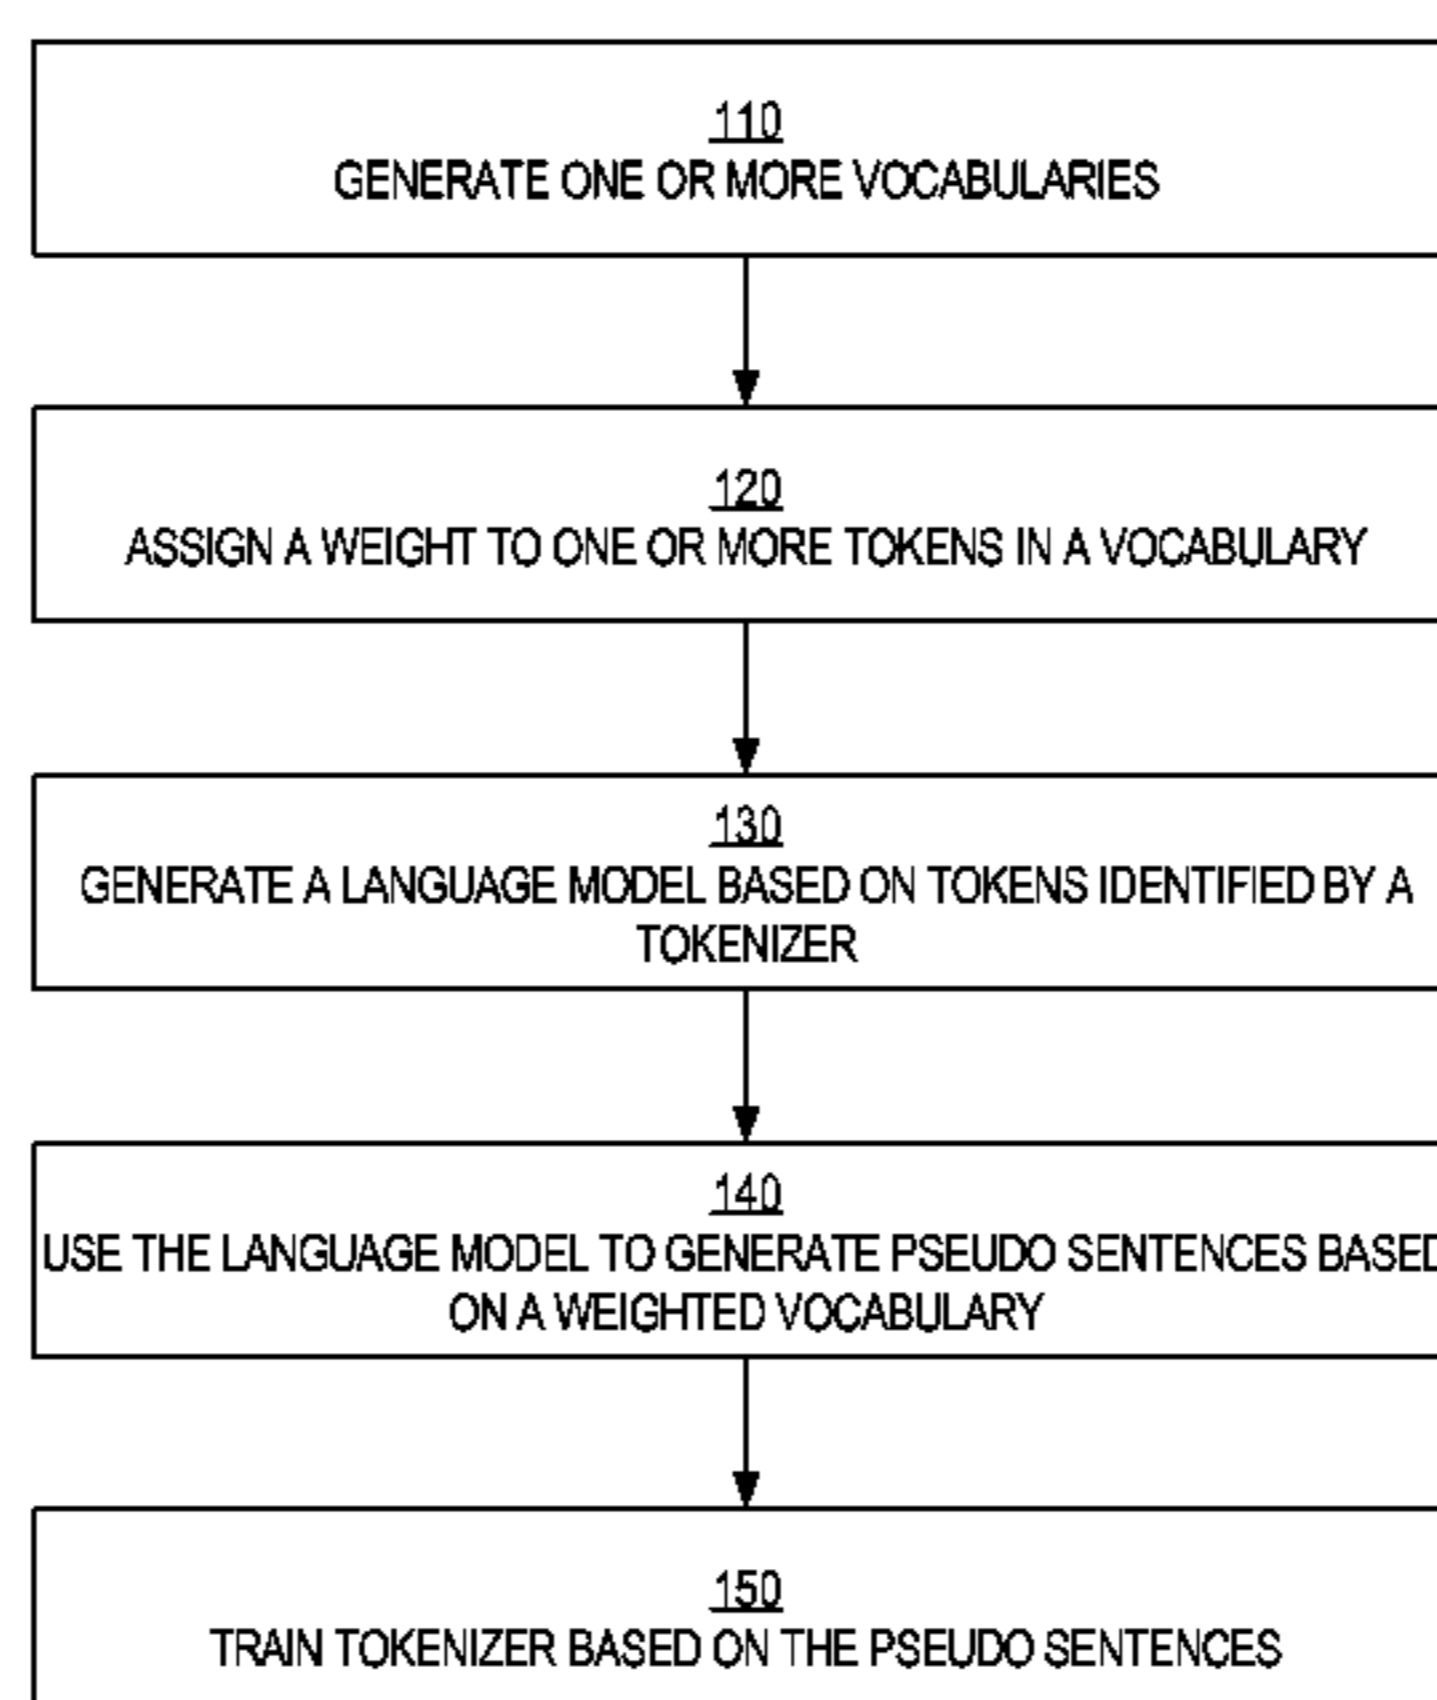 110
GENERATE ONE OR MORE VOCABULARIES
120
ASSIGN A WEIGHT TO ONE OR MORE TOKENS IN A VOCABULARY
130
GENERATE A LANGUAGE MODEL BASED ON TOKENS IDENTIFIED BY A
TOKENIZER
140
USE THE LANGUAGE MODEL TO GENERATE PSEUDO SENTENCES BASED
ON A WEIGHTED VOCABULARY
150
TRAIN TOKENIZER BASED ON THE PSEUDO SENTENCES